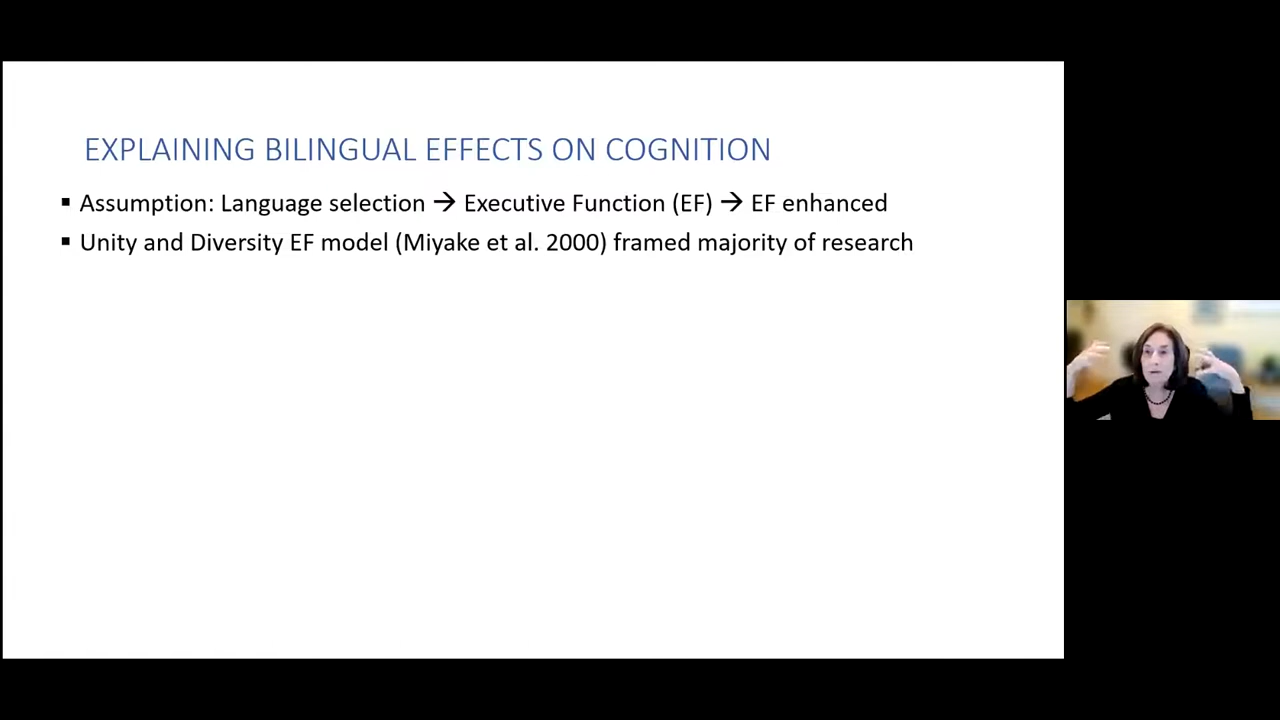 EXPLAINING BILINGUAL EFFECTS ON COGNITION
▪ Assumption: Language selection → Executive Function (EF) → EF enhanced
▪ Unity and Diversity EF model (Miyake et al. 2000) framed majority of research